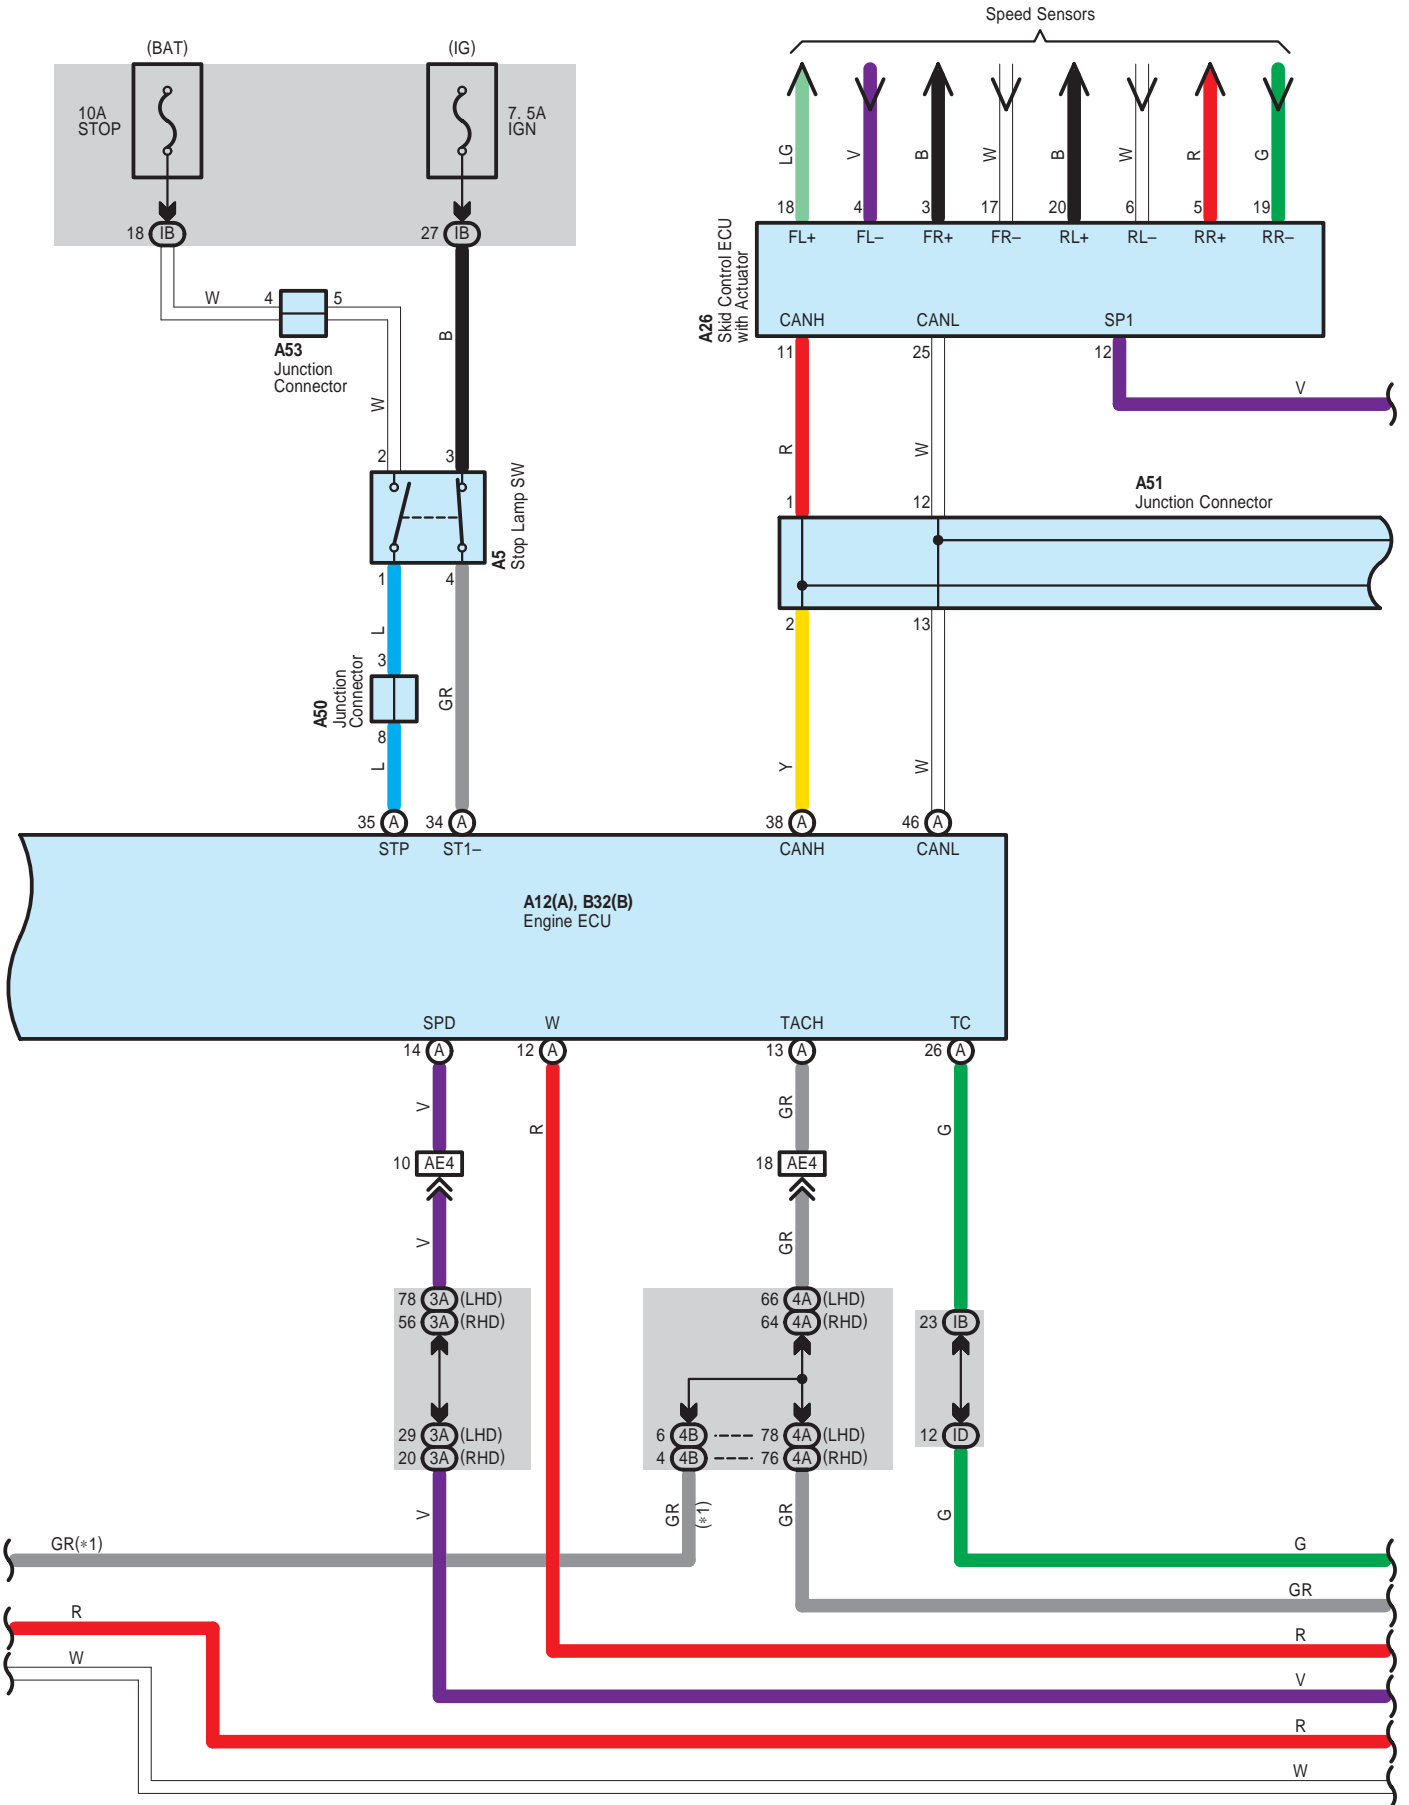 Speed Sensors
(BAT)
(IG)
10A
STOP
7. 5A
IGN
18 IB
27 IB
LG
V
B
W
B
W
R
G
18
4
3
17
20
6
5
19
FL+
FL–
FR+
FR–
RL+
RL–
RR+
RR–
A26
Skid Control ECU
with Actuator
CANH
CANL
SP1
11
25
12
V
W
4
5
A53
Junction
Connector
B
W
2
3
A5
Stop Lamp SW
1
4
R
W
1
12
A51
Junction Connector
2
13
L
3
A50
Junction
Connector
8
L
GR
Y
W
35 A
34 A
38 A
46 A
STP
ST1–
CANH
CANL
A12(A), B32(B)
Engine ECU
SPD
W
TACH
TC
14 A
12 A
13 A
26 A
V
R
GR
G
10 AE4
18 AE4
V
GR
78 3A (LHD)
56 3A (RHD)
66 4A (LHD)
64 4A (RHD)
23 IB
29 3A (LHD)
20 3A (RHD)
6 4B
78 4A (LHD)
4 4B
76 4A (RHD)
12 ID
V
GR
(*1)
GR
G
GR(*1)
G
GR
R
R
W
V
R
W